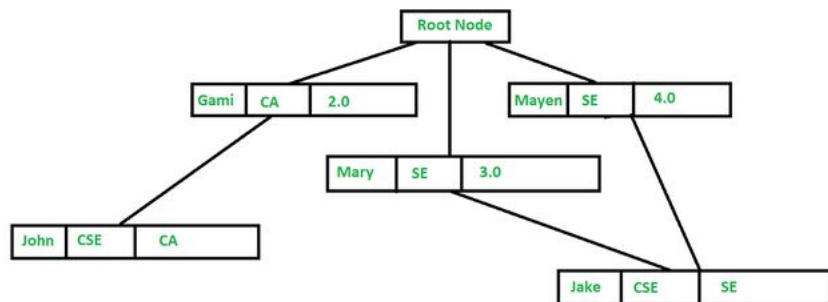 Root Node
Gami CA 2.0
Mayen SE 4.0
Mary SE 3.0
John CSE CA
Jake CSE SE